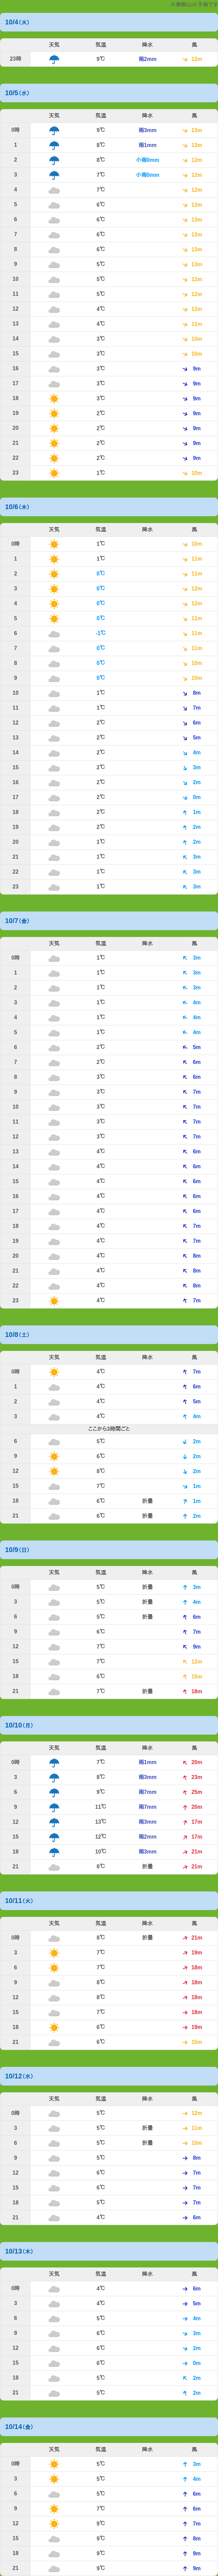 10/4(火)
天気 気温 降水 風
23時 9℃ 雨2mm 12m
10/5(水)
天気 気温 降水 風
0時 9℃ 雨3mm 13m
1 8℃ 雨1mm 12m
2 8℃ 小雨0mm 12m
3 7℃ 小雨0mm 12m
4 7℃ 12m
5 6℃ 12m
6 6℃ 13m
7 6℃ 13m
8 6℃ 13m
9 5℃ 13m
10 5℃ 12m
11 5℃ 12m
12 4℃ 12m
13 4℃ 11m
14 3℃ 10m
15 3℃ 10m
16 3℃ 9m
17 3℃ 9m
18 3℃ 9m
19 2℃ 9m
20 2℃ 9m
21 2℃ 9m
22 2℃ 9m
23 1℃ 10m
10/6(木)
天気 気温 降水 風
0時 1℃ 10m
1 1℃ 11m
2 0℃ 11m
3 0℃ 12m
4 0℃ 12m
5 0℃ 11m
6 -1℃ 11m
7 0℃ 11m
8 0℃ 10m
9 0℃ 10m
10 1℃ 8m
11 1℃ 7m
12 2℃ 6m
13 2℃ 5m
14 2℃ 4m
15 2℃ 3m
16 2℃ 2m
17 2℃ 0m
18 2℃ 1m
19 2℃ 2m
20 1℃ 2m
21 1℃ 3m
22 1℃ 3m
23 1℃ 3m
10/7(金)
天気 気温 降水 風
0時 1℃ 3m
1 1℃ 3m
2 1℃ 3m
3 1℃ 4m
4 1℃ 4m
5 1℃ 4m
6 2℃ 5m
7 2℃ 6m
8 3℃ 6m
9 3℃ 7m
10 3℃ 7m
11 3℃ 7m
12 3℃ 7m
13 4℃ 6m
14 4℃ 6m
15 4℃ 6m
16 4℃ 6m
17 4℃ 6m
18 4℃ 7m
19 4℃ 7m
20 4℃ 8m
21 4℃ 8m
22 4℃ 8m
23 4℃ 7m
10/8(土)
天気 気温 降水 風
0時 4℃ 7m
1 4℃ 6m
2 4℃ 5m
3 4℃ 4m
ここから3時間ごと
6 5℃ 2m
9 6℃ 2m
12 8℃ 2m
15 7℃ 1m
18 6℃ 折曇 1m
21 6℃ 折曇 2m
10/9(日)
天気 気温 降水 風
0時 5℃ 折曇 3m
3 5℃ 折曇 4m
6 5℃ 折曇 6m
9 6℃ 7m
12 7℃ 9m
15 7℃ 12m
18 6℃ 15m
21 7℃ 折曇 18m
10/10(月)
天気 気温 降水 風
0時 7℃ 雨1mm 20m
3 8℃ 雨3mm 23m
6 9℃ 雨7mm 25m
9 11℃ 雨7mm 20m
12 13℃ 雨3mm 17m
15 12℃ 雨2mm 17m
18 10℃ 雨3mm 21m
21 8℃ 折曇 21m
10/11(火)
天気 気温 降水 風
0時 8℃ 折曇 21m
3 7℃ 19m
6 7℃ 18m
9 8℃ 18m
12 8℃ 18m
15 7℃ 18m
18 6℃ 19m
21 6℃ 15m
10/12(水)
天気 気温 降水 風
0時 5℃ 12m
3 5℃ 折曇 11m
6 5℃ 折曇 10m
9 5℃ 8m
12 6℃ 7m
15 6℃ 7m
18 5℃ 7m
21 4℃ 6m
10/13(木)
天気 気温 降水 風
0時 4℃ 6m
3 4℃ 5m
6 5℃ 4m
9 6℃ 3m
12 6℃ 2m
15 6℃ 0m
18 5℃ 2m
21 5℃ 2m
10/14(金)
天気 気温 降水 風
0時 5℃ 3m
3 5℃ 4m
6 5℃ 6m
9 7℃ 6m
12 9℃ 7m
15 9℃ 8m
18 9℃ 9m
21 9℃ 9m